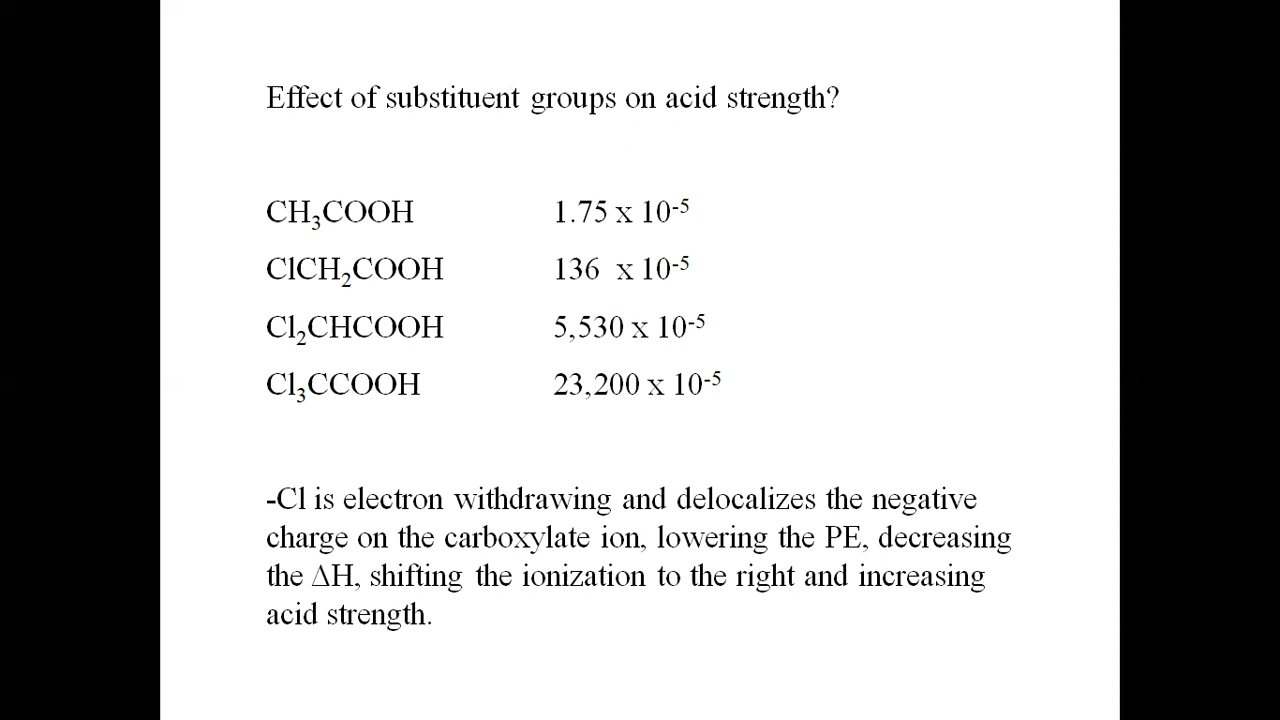 Effect of substituent groups on acid strength?
CH₃COOH 1.75 x 10⁻⁵
ClCH₂COOH 136 x 10⁻⁵
Cl₂CHCOOH 5,530 x 10⁻⁵
Cl₃CCOOH 23,200 x 10⁻⁵
-Cl is electron withdrawing and delocalizes the negative
charge on the carboxylate ion, lowering the PE, decreasing
the ΔH, shifting the ionization to the right and increasing
acid strength.